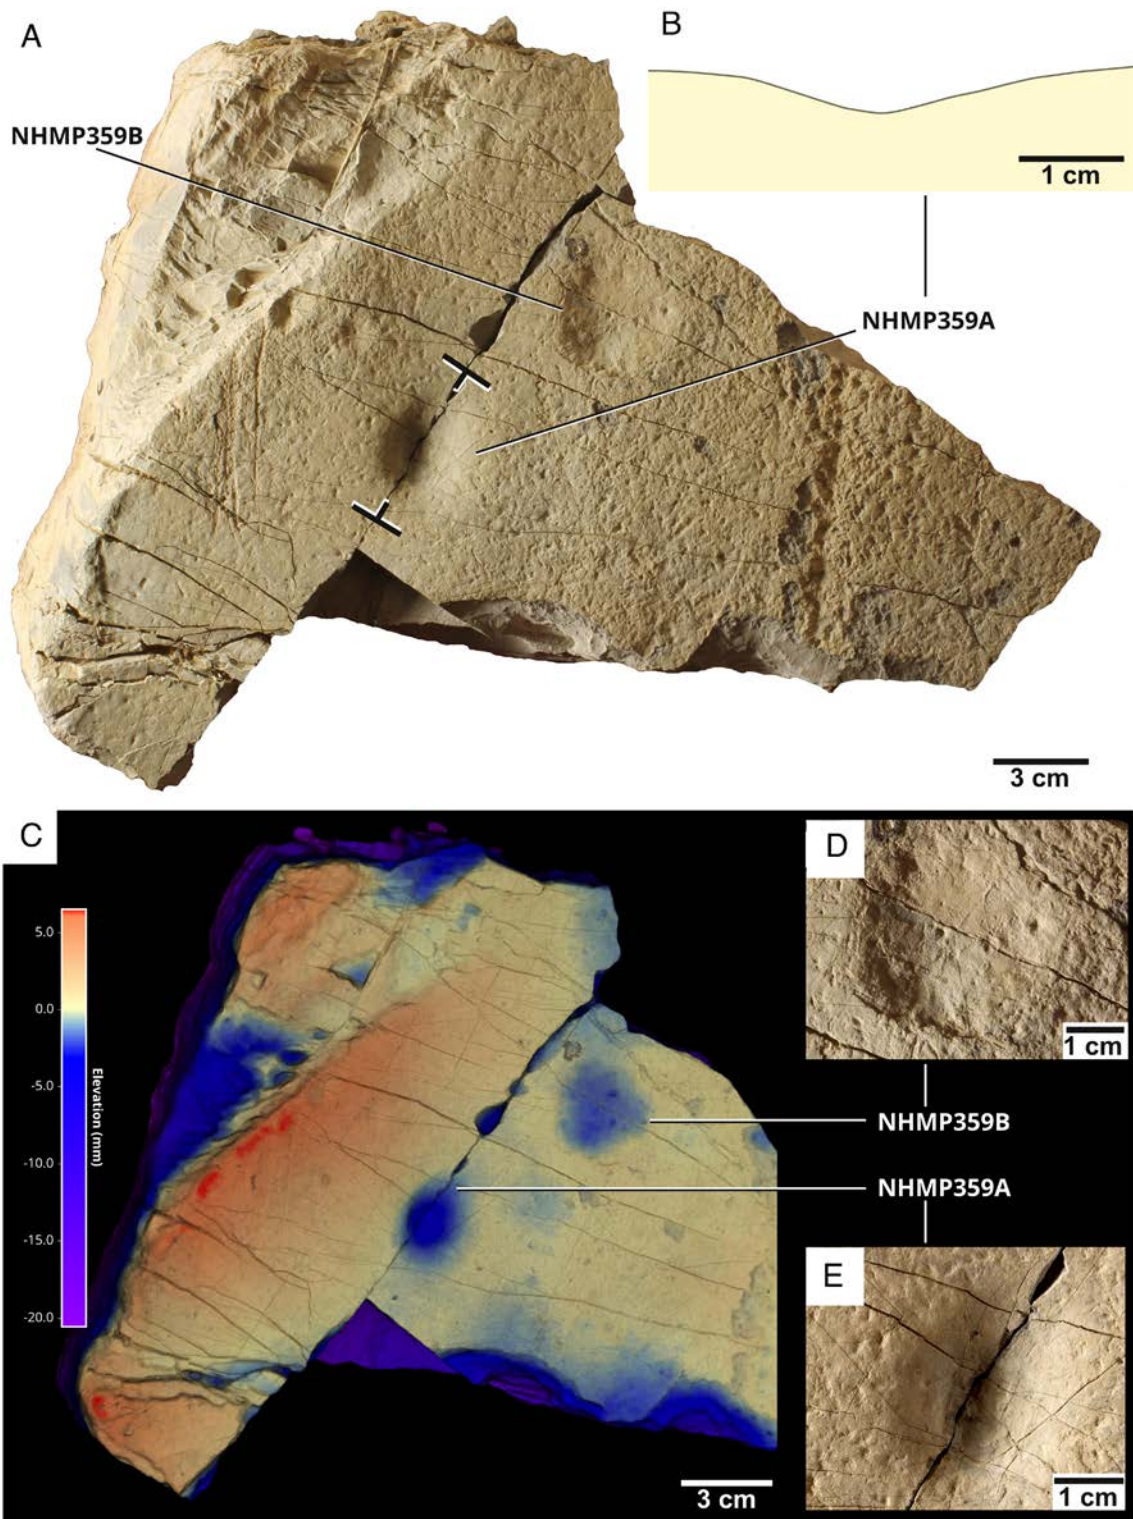 A
B
NHMP359B
1 cm
NHMP359A
3 cm
C
D
5.0
0.0
-5.0
-10.0
-15.0
-20.0
Elevation (mm)
1 cm
NHMP359B
NHMP359A
E
3 cm
1 cm